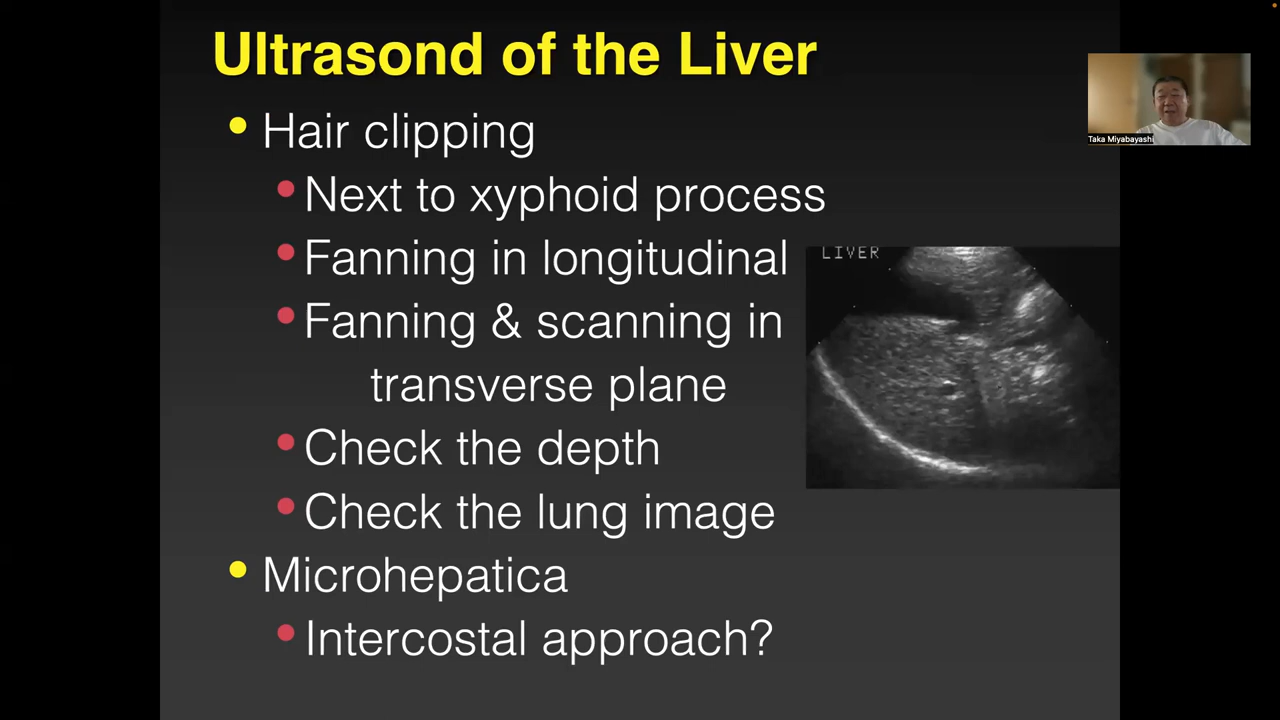 Ultrasond of the Liver
Taka Miyabayashi
• Hair clipping
• Next to xyphoid process
• Fanning in longitudinal
LIVER
• Fanning & scanning in
transverse plane
• Check the depth
• Check the lung image
• Microhepatica
• Intercostal approach?